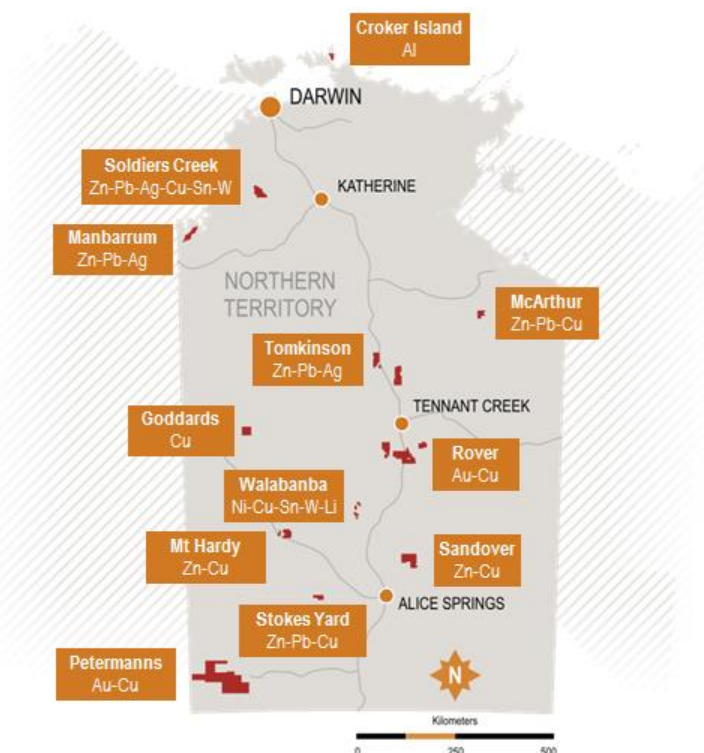 Croker Island
Al
DARWIN
Soldiers Creek
Zn-Pb-Ag-Cu-Sn-W
KATHERINE
Manbarrum
Zn-Pb-Ag
NORTHERN
TERRITORY
McArthur
Zn-Pb-Cu
Tomkinson
Zn-Pb-Ag
TENNANT CREEK
Goddards
Cu
Rover
Au-Cu
Walabanba
Ni-Cu-Sn-W-Li
Mt Hardy
Zn-Cu
Sandover
Zn-Cu
ALICE SPRINGS
Stokes Yard
Zn-Pb-Cu
Petermanns
Au-Cu
N
Kilometers
0 250 500